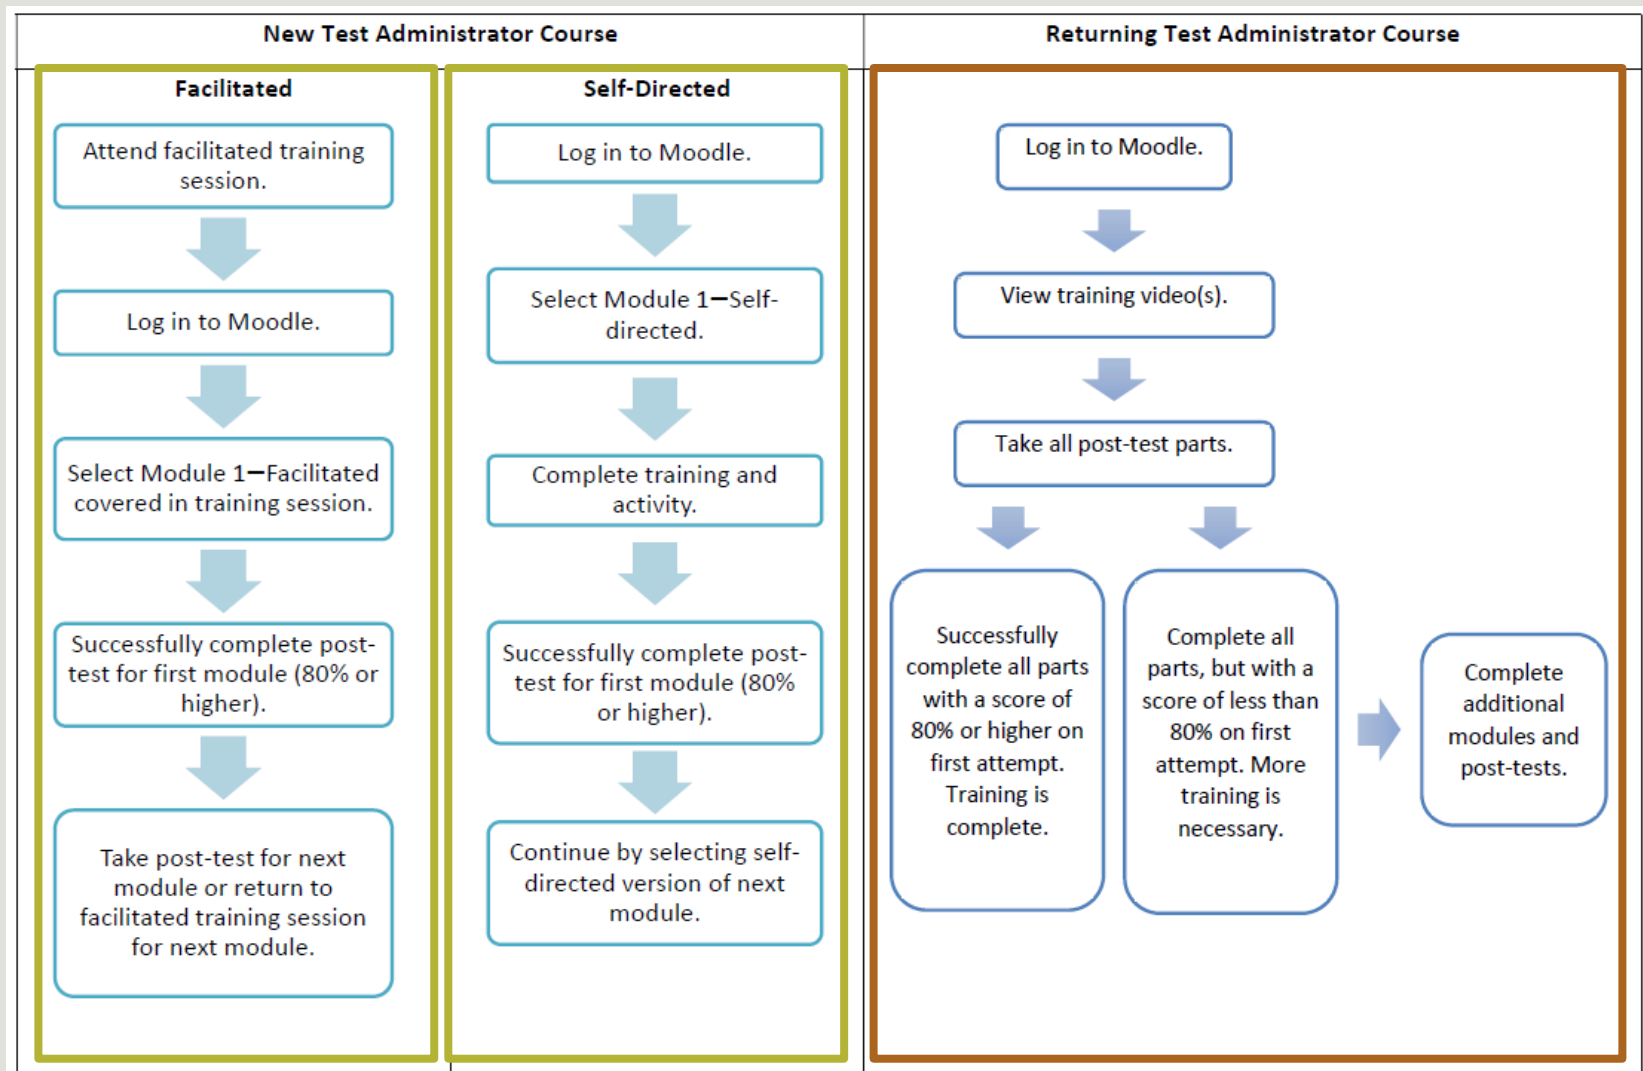 New Test Administrator Course
Returning Test Administrator Course
Facilitated
Attend facilitated training
session.
Log in to Moodle.
Select Module 1—Facilitated
covered in training session.
Successfully complete post-
test for first module (80% or
higher).
Take post-test for next
module or return to
facilitated training session
for next module.
Self-Directed
Log in to Moodle.
Select Module 1—Self-
directed.
Complete training and
activity.
Successfully complete post-
test for first module (80%
or higher).
Continue by selecting self-
directed version of next
module.
Log in to Moodle.
View training video(s).
Take all post-test parts.
Successfully
complete all parts
with a score of
80% or higher on
first attempt.
Training is
complete.
Complete all
parts, but with a
score of less than
80% on first
attempt. More
training is
necessary.
Complete
additional
modules and
post-tests.